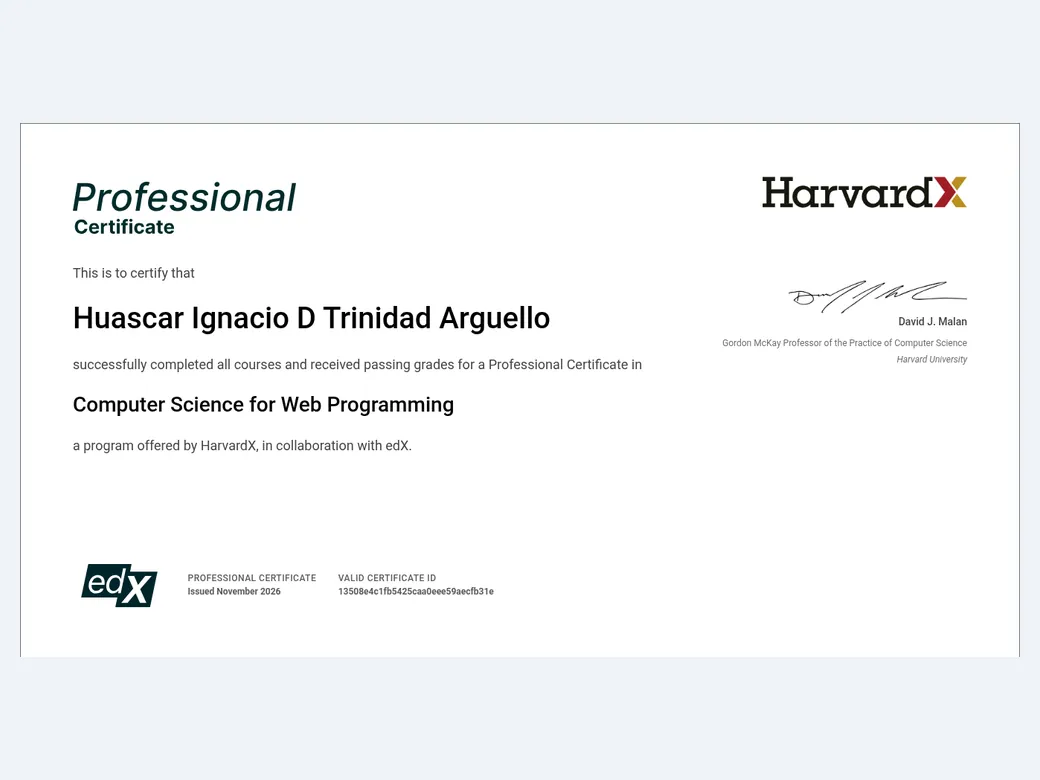 Professional
Certificate
HarvardX
This is to certify that
Huascar Ignacio D Trinidad Arguello
successfully completed all courses and received passing grades for a Professional Certificate in
Computer Science for Web Programming
a program offered by HarvardX, in collaboration with edX.
David J. Malan
Gordon McKay Professor of the Practice of Computer Science
Harvard University
edX
PROFESSIONAL CERTIFICATE
Issued November 2026
VALID CERTIFICATE ID
13508e4c1fb5425caa0eee59aecfb31e